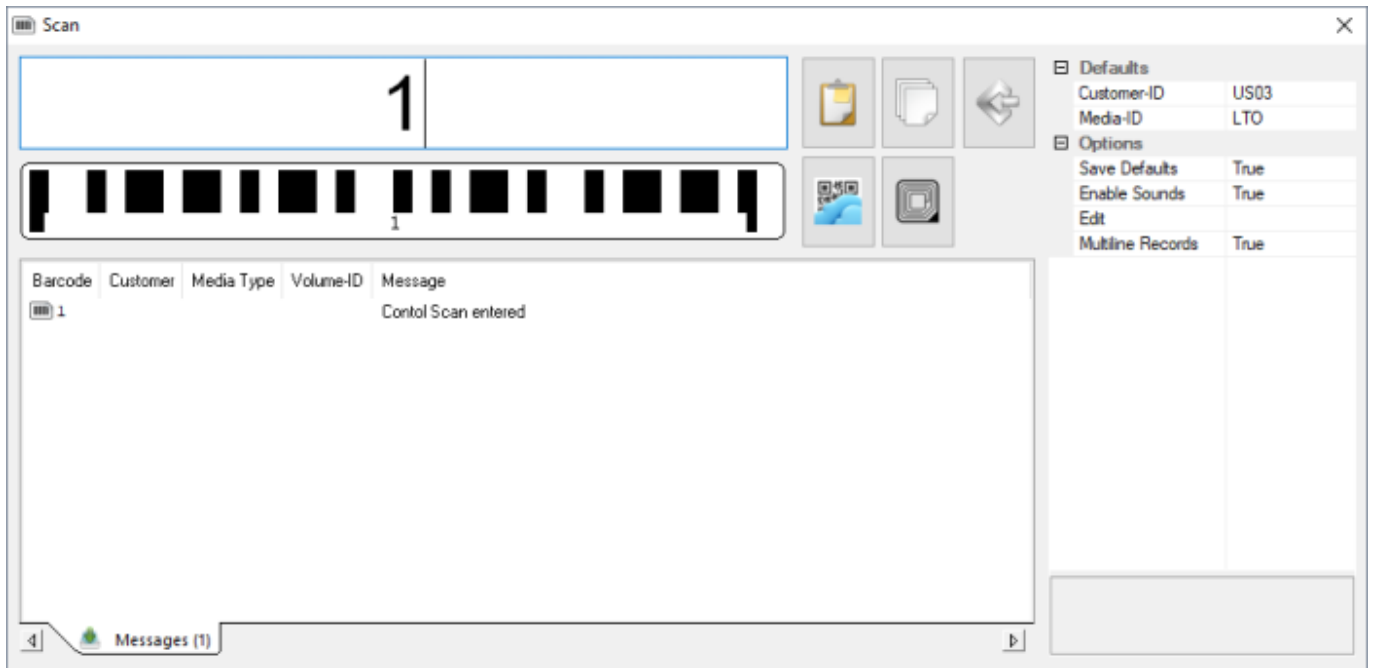 Scan
1
1
Defaults
Customer-ID US03
Media-ID LTO
Options
Save Defaults True
Enable Sounds True
Edit
Multiline Records True
Barcode Customer Media Type Volume-ID Message
1 Contol Scan entered
Messages (1)